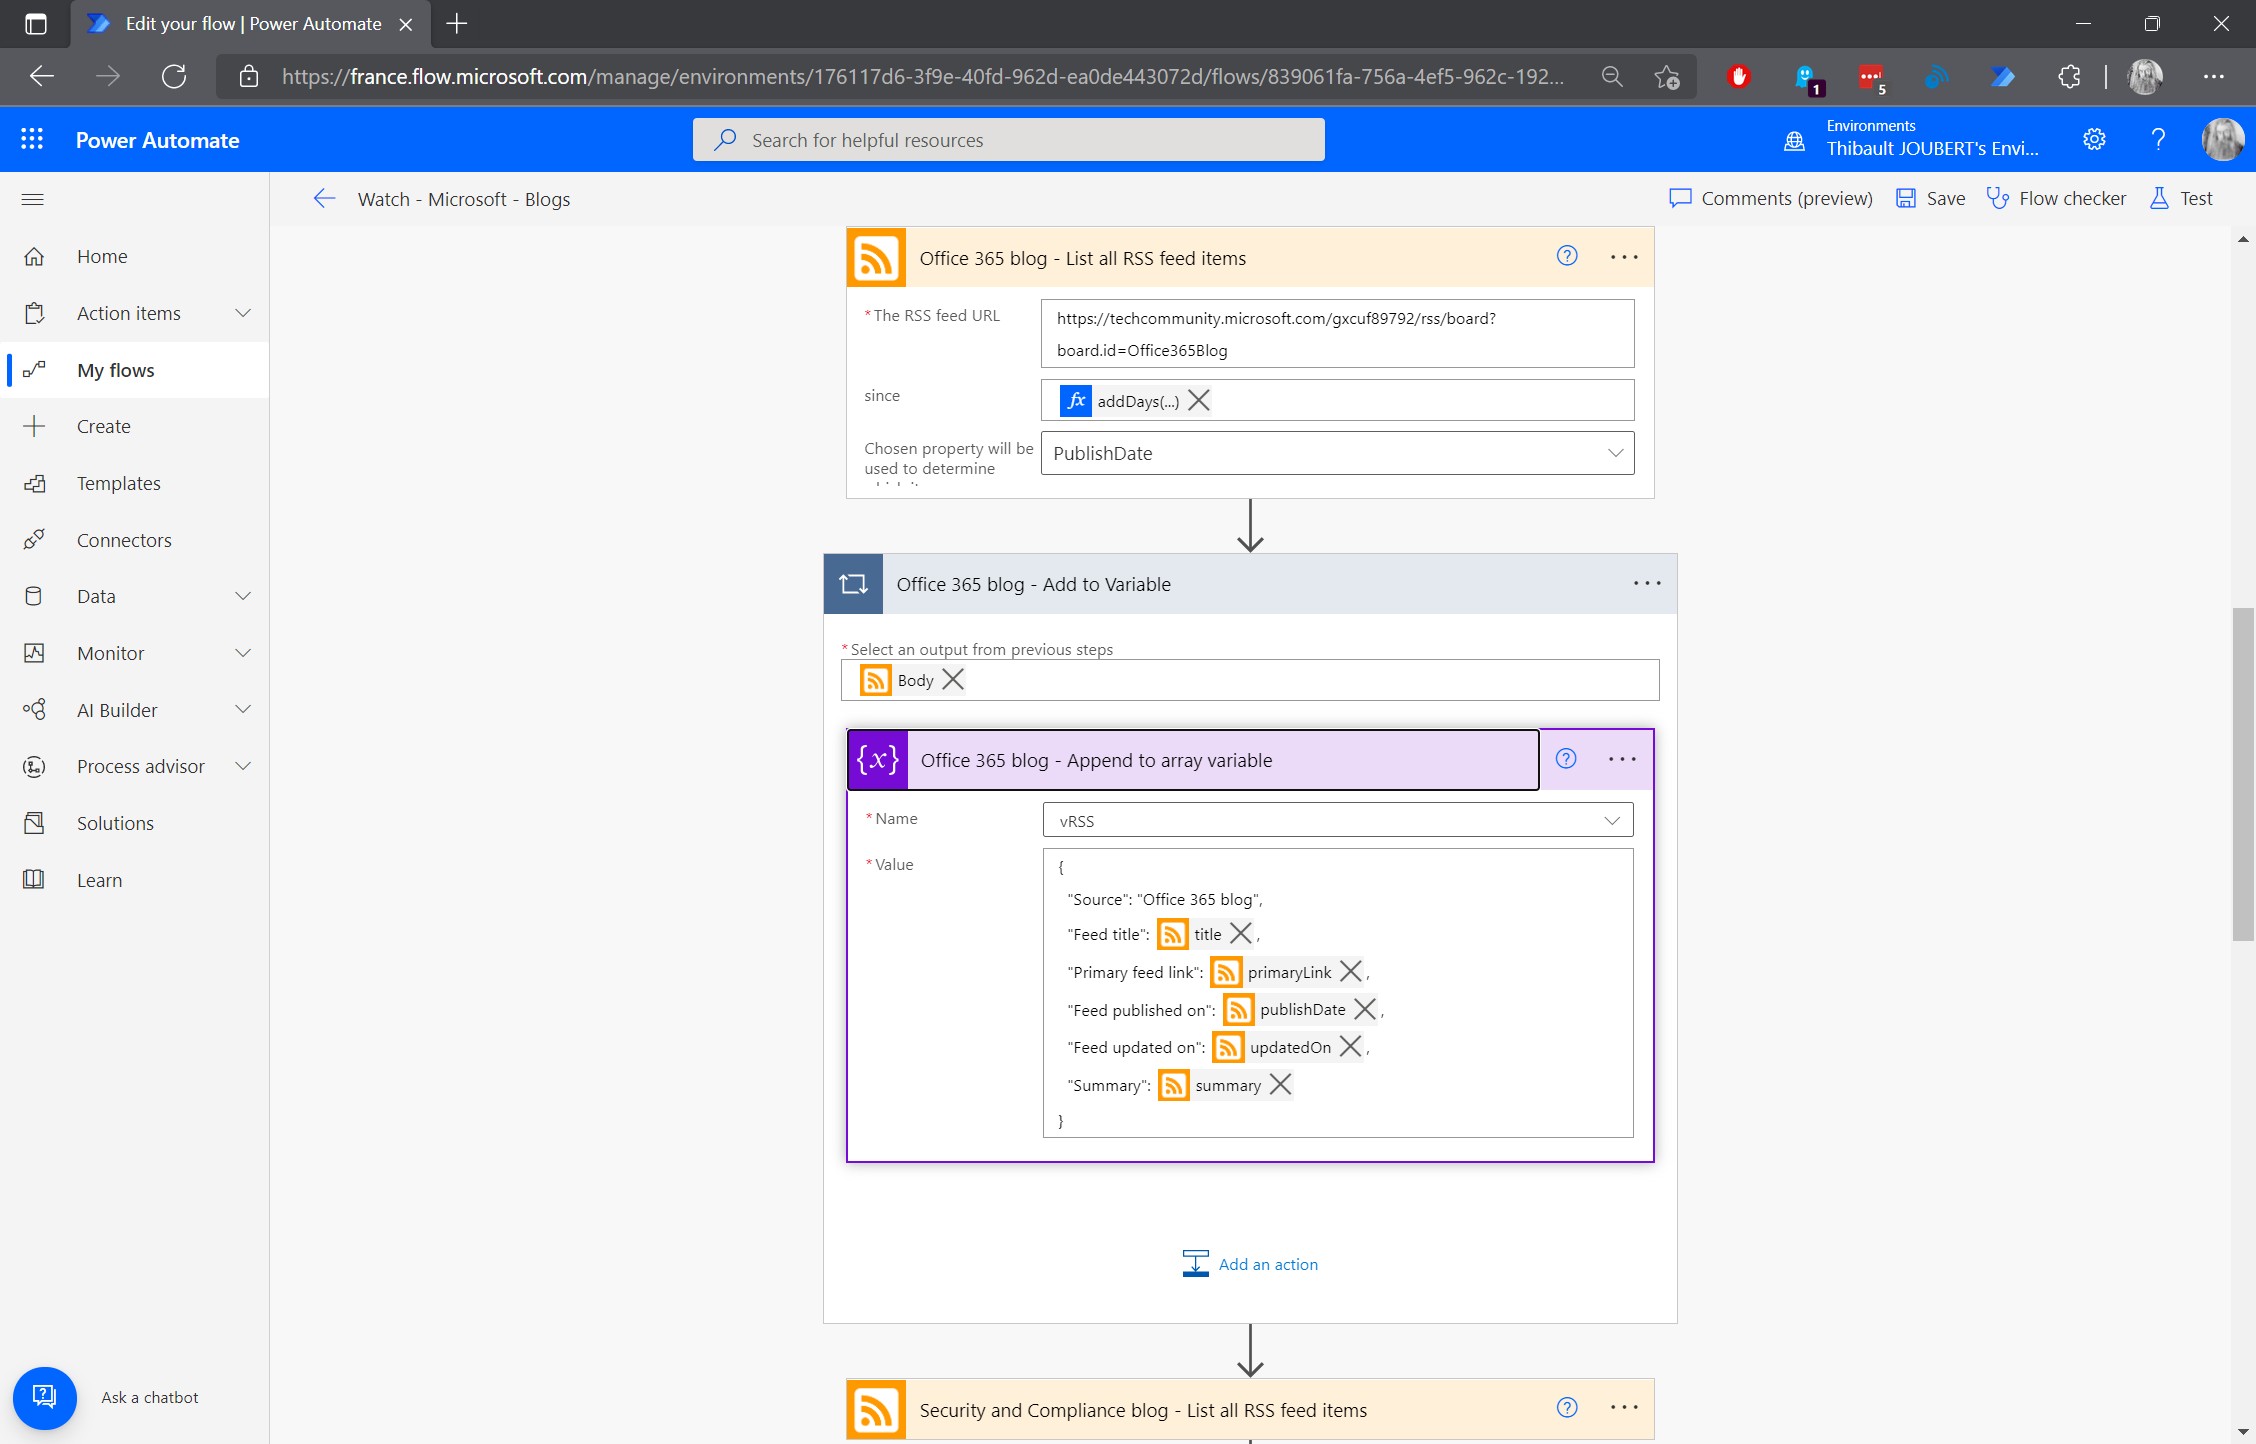 Edit your flow | Power Automate
https://france.flow.microsoft.com/manage/environments/176117d6-3f9e-40fd-962d-ea0de443072d/flows/839061fa-756a-4ef5-962c-192...
1
5
Power Automate
Search for helpful resources
Environments
Thibault JOUBERT's Envi...
Watch - Microsoft - Blogs
Comments (preview)
Save
Flow checker
Test
Home
Action items
My flows
Create
Templates
Connectors
Data
Monitor
AI Builder
Process advisor
Solutions
Learn
Ask a chatbot
Office 365 blog - List all RSS feed items
* The RSS feed URL
https://techcommunity.microsoft.com/gxcuf89792/rss/board?
board.id=Office365Blog
since
fx addDays(...)
Chosen property will be
used to determine
PublishDate
Office 365 blog - Add to Variable
* Select an output from previous steps
Body
{x} Office 365 blog - Append to array variable
* Name
vRSS
* Value
{
"Source": "Office 365 blog",
"Feed title": title ,
"Primary feed link": primaryLink ,
"Feed published on": publishDate ,
"Feed updated on": updatedOn ,
"Summary": summary
}
Add an action
Security and Compliance blog - List all RSS feed items